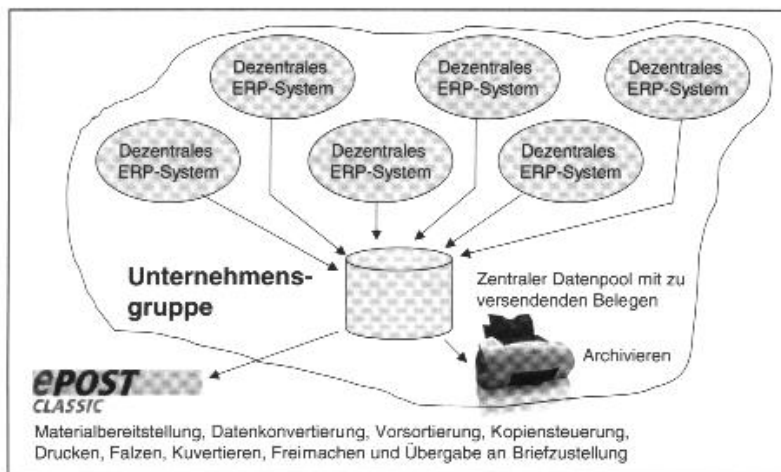 Dezentrales
ERP-System
Dezentrales
ERP-System
Dezentrales
ERP-System
Dezentrales
ERP-System
Dezentrales
ERP-System
Dezentrales
ERP-System
Unternehmens-
gruppe
Zentraler Datenpool mit zu
versendenden Belegen
Archivieren
ePOST
CLASSIC
Materialbereitstellung, Datenkonvertierung, Vorsortierung, Kopiensteuerung,
Drucken, Falzen, Kuvertieren, Freimachen und Übergabe an Briefzustellung